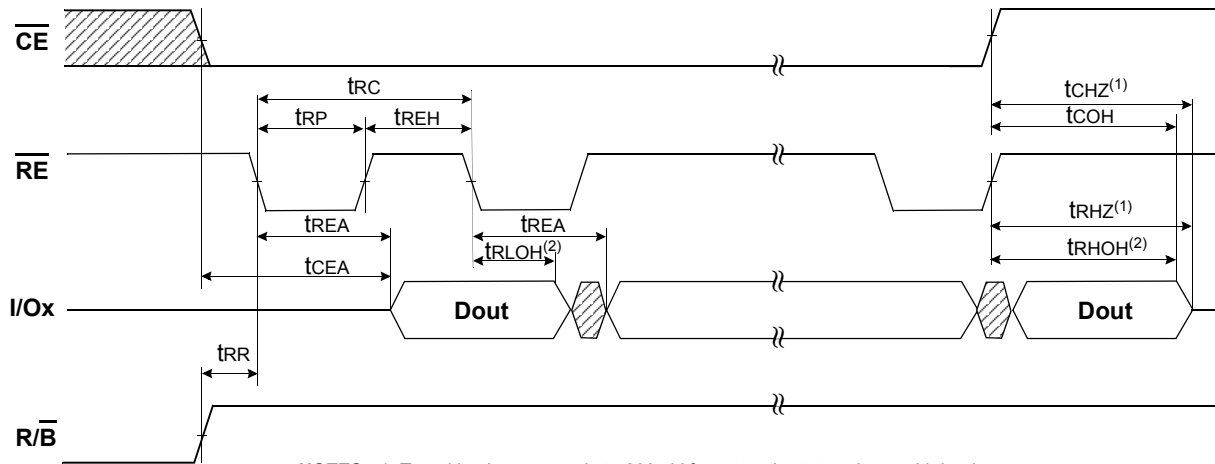 CE
tRC
tCHZ(1)
tRP
tREH
tCOH
RE
tREA
tREA
tRHZ(1)
tCEA
tRLOH(2)
tRHOH(2)
I/Ox
Dout
Dout
tRR
R/B